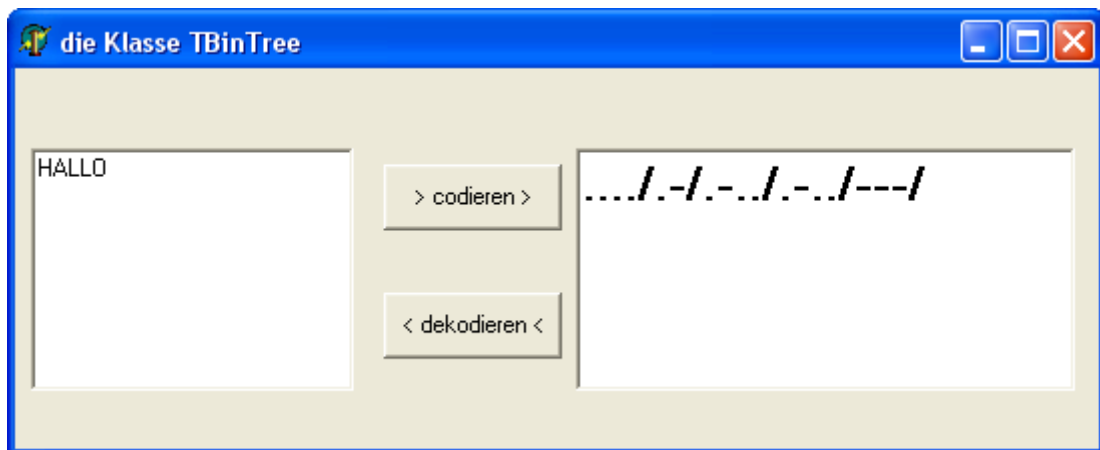 die Klasse TBinTree
HALLO
> codieren >
..../.-/.-../.-../---/
< dekodieren <